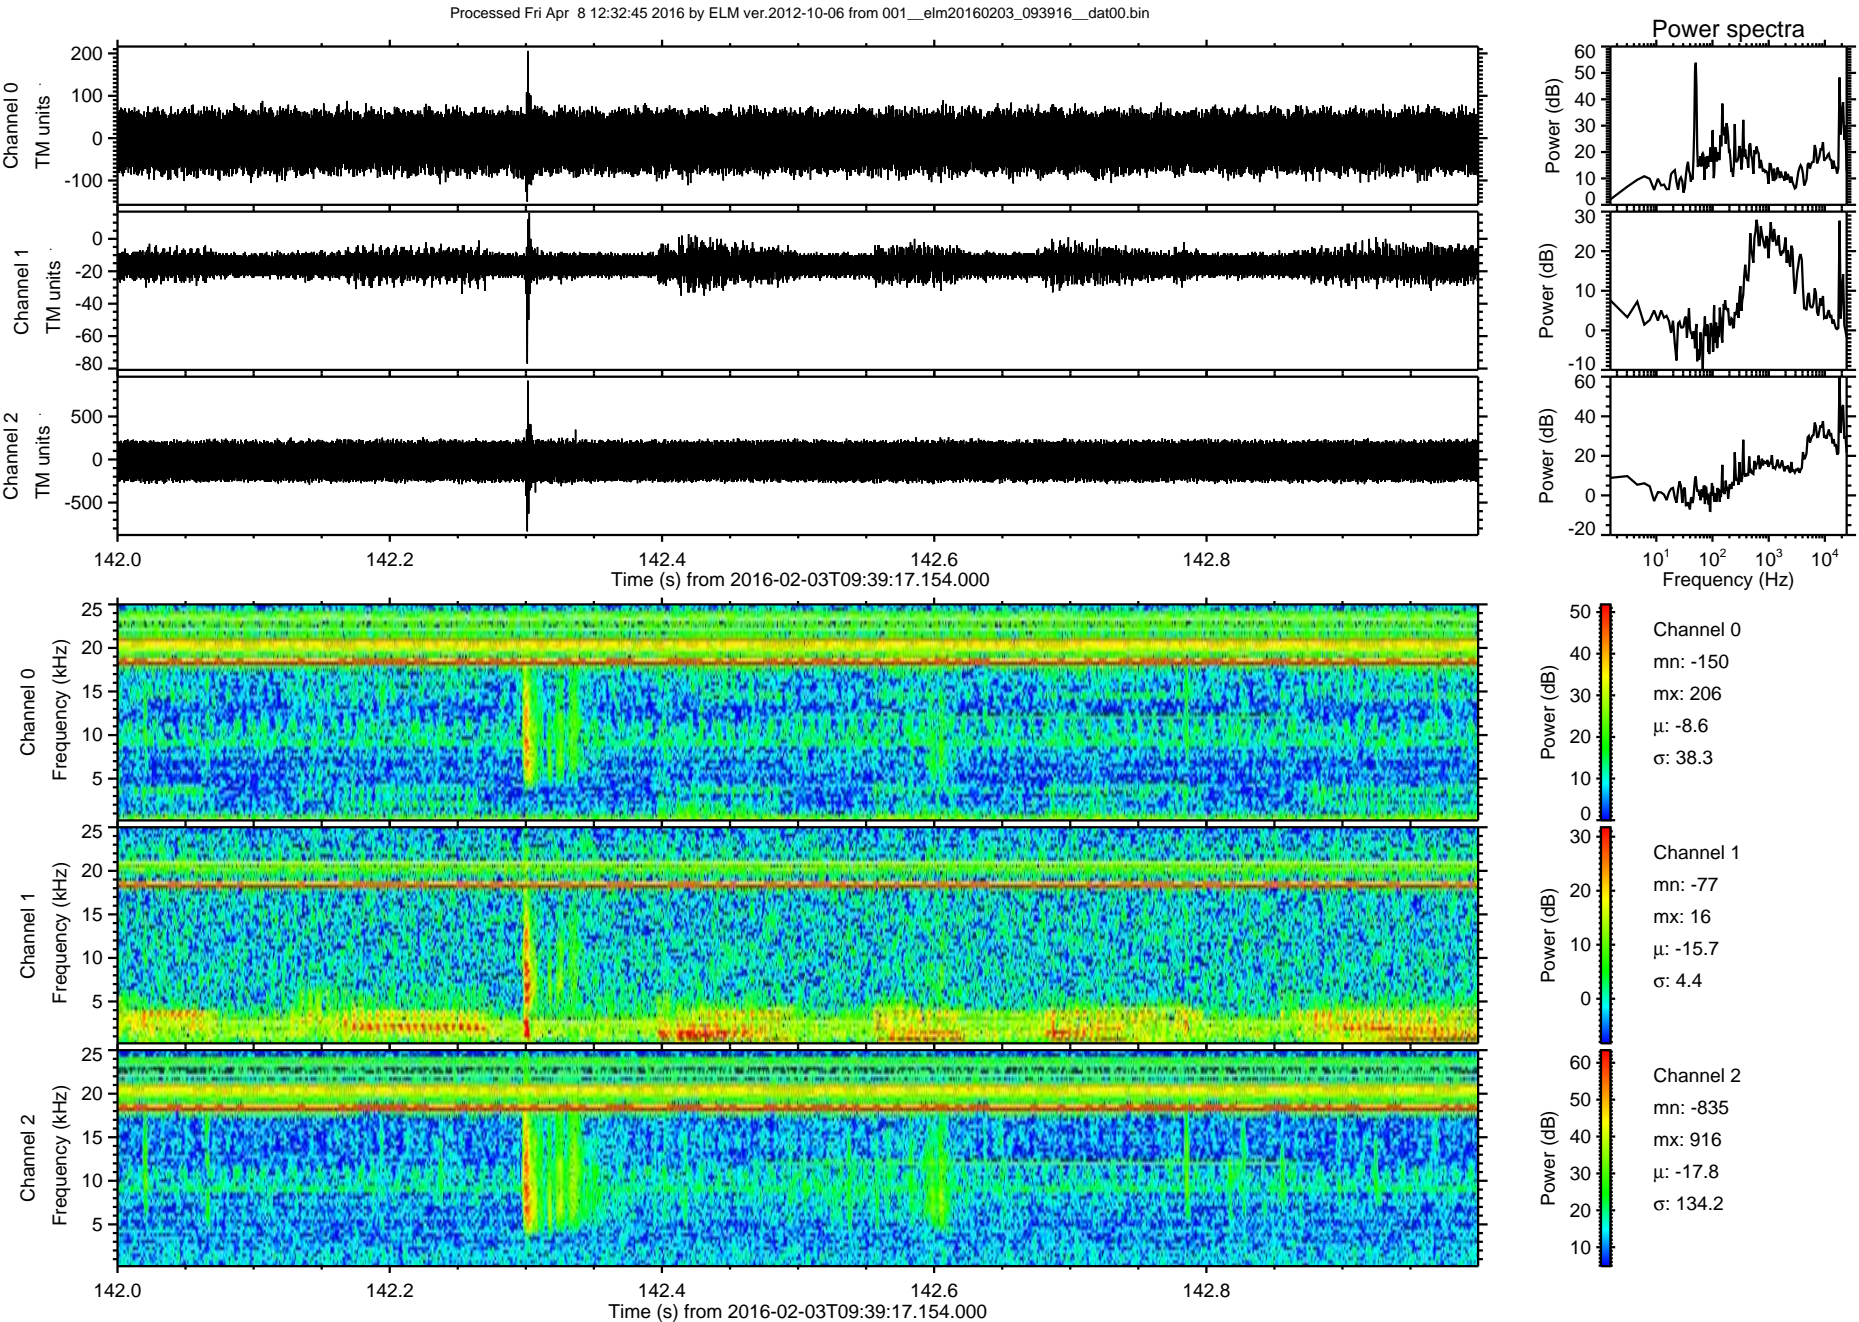 Processed Fri Apr  8 12:32:45 2016 by ELM ver.2012-10-06 from 001__elm20160203_093916__dat00.bin
Power spectra
Channel 0
TM units
200
100
0
-100
Power (dB)
60
50
40
30
20
10
0
Channel 1
TM units
0
-20
-40
-60
-80
Power (dB)
30
20
10
0
-10
Channel 2
TM units
500
0
-500
Power (dB)
60
40
20
0
-20
142.0 142.2 142.4 142.6 142.8
Time (s) from 2016-02-03T09:39:17.154.000
10^1 10^2 10^3 10^4
Frequency (Hz)
Channel 0
Frequency (kHz)
25
20
15
10
5
Power (dB)
50
40
30
20
10
0
Channel 0
mn: -150
mx: 206
μ: -8.6
σ: 38.3
Channel 1
Frequency (kHz)
25
20
15
10
5
Power (dB)
30
20
10
0
Channel 1
mn: -77
mx: 16
μ: -15.7
σ: 4.4
Channel 2
Frequency (kHz)
25
20
15
10
5
Power (dB)
60
50
40
30
20
10
Channel 2
mn: -835
mx: 916
μ: -17.8
σ: 134.2
142.0 142.2 142.4 142.6 142.8
Time (s) from 2016-02-03T09:39:17.154.000